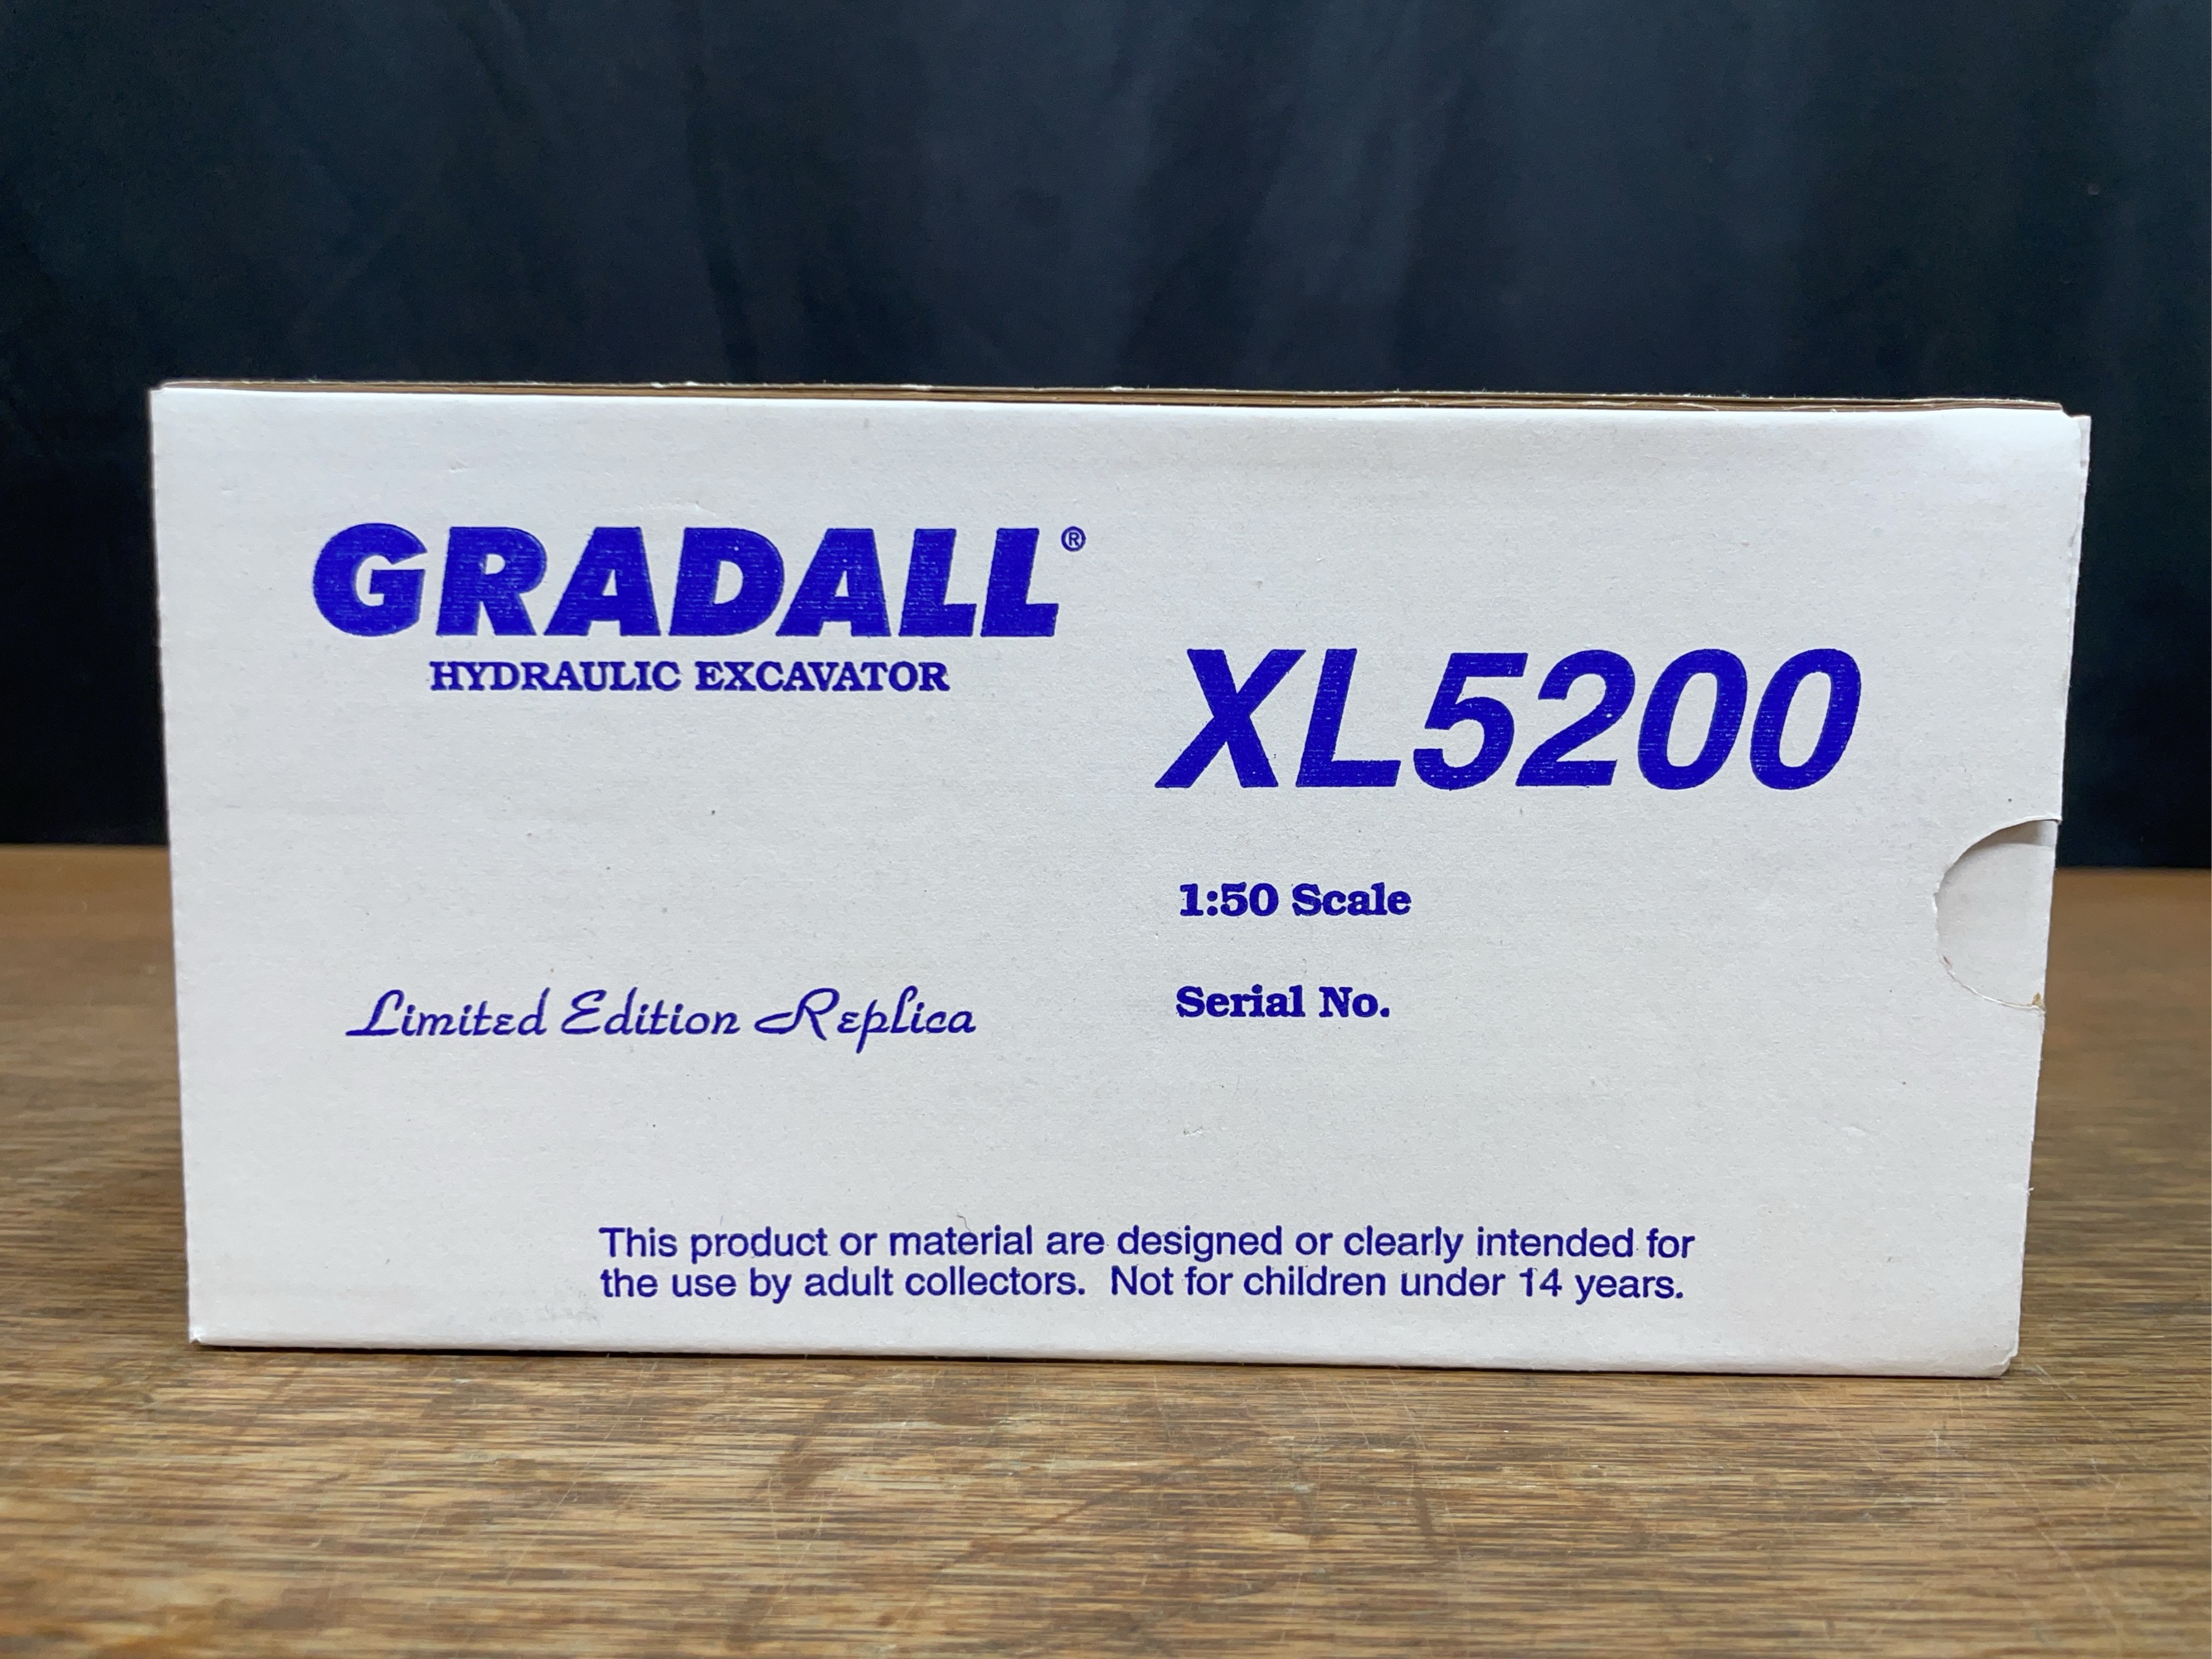 GRADALL®
HYDRAULIC EXCAVATOR
XL5200
1:50 Scale
Limited Edition Replica
Serial No.
This product or material are designed or clearly intended for
the use by adult collectors.  Not for children under 14 years.